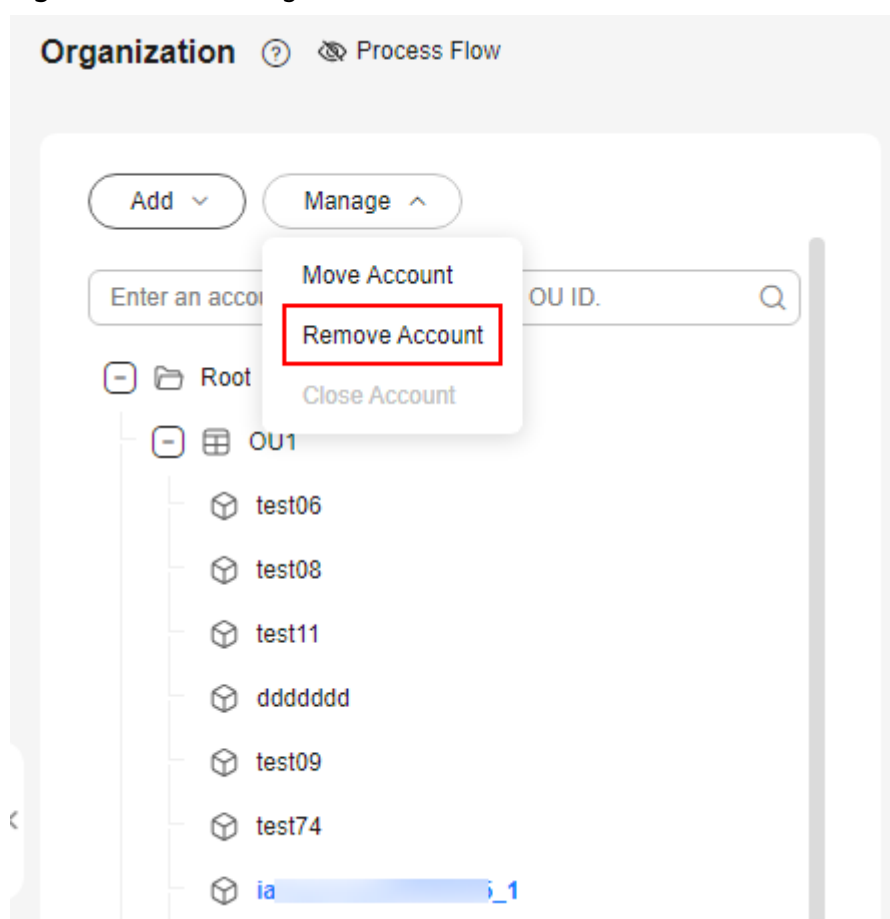 Organization ? Process Flow
Add Manage
Move Account
Enter an accou OU ID.
Remove Account
Root
Close Account
OU1
test06
test08
test11
ddddddd
test09
test74
ia _1